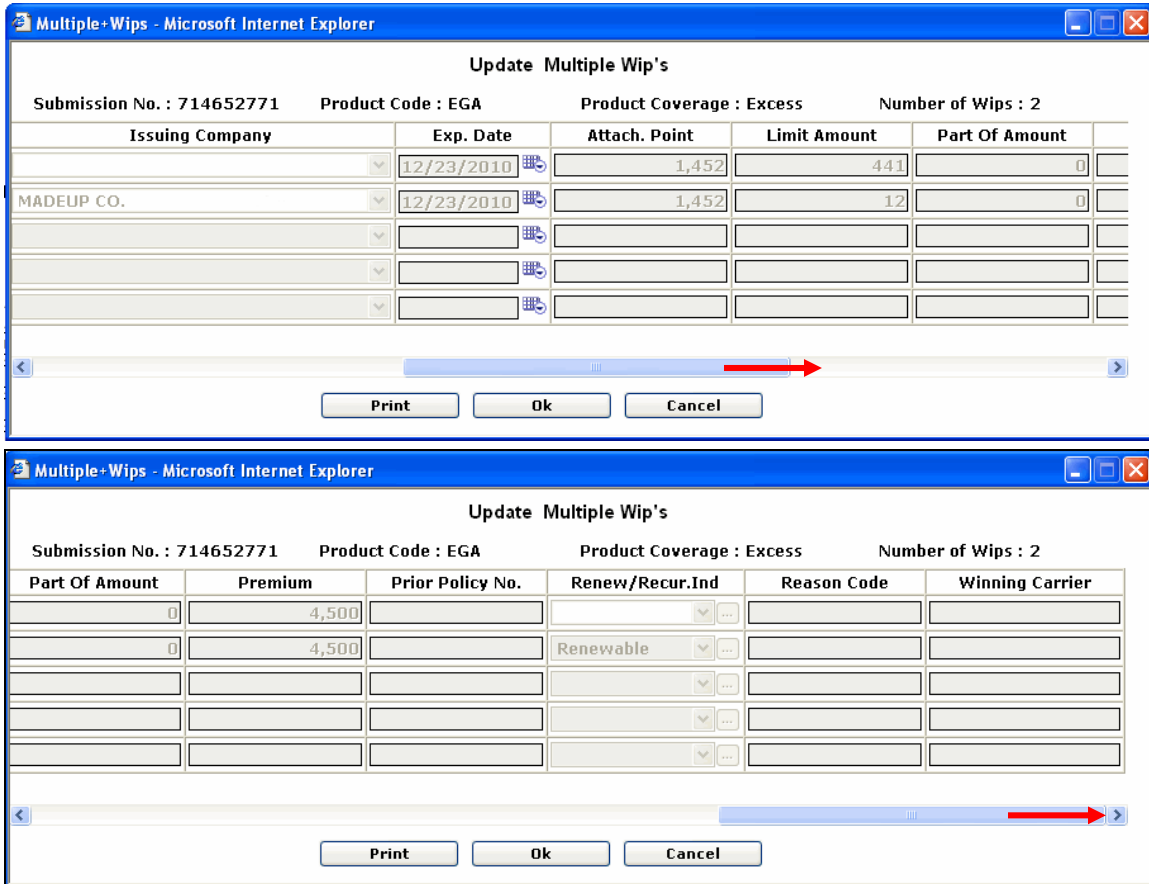 Multiple+Wips - Microsoft Internet Explorer
Update Multiple Wip's
Submission No. : 714652771 Product Code : EGA Product Coverage : Excess Number of Wips : 2
Issuing Company Exp. Date Attach. Point Limit Amount Part Of Amount
12/23/2010 1,452 441 0
MADEUP CO. 12/23/2010 1,452 12 0
Print Ok Cancel
Multiple+Wips - Microsoft Internet Explorer
Update Multiple Wip's
Submission No. : 714652771 Product Code : EGA Product Coverage : Excess Number of Wips : 2
Part Of Amount Premium Prior Policy No. Renew/Recur.Ind Reason Code Winning Carrier
0 4,500 ...
0 4,500 Renewable ...
...
...
...
Print Ok Cancel